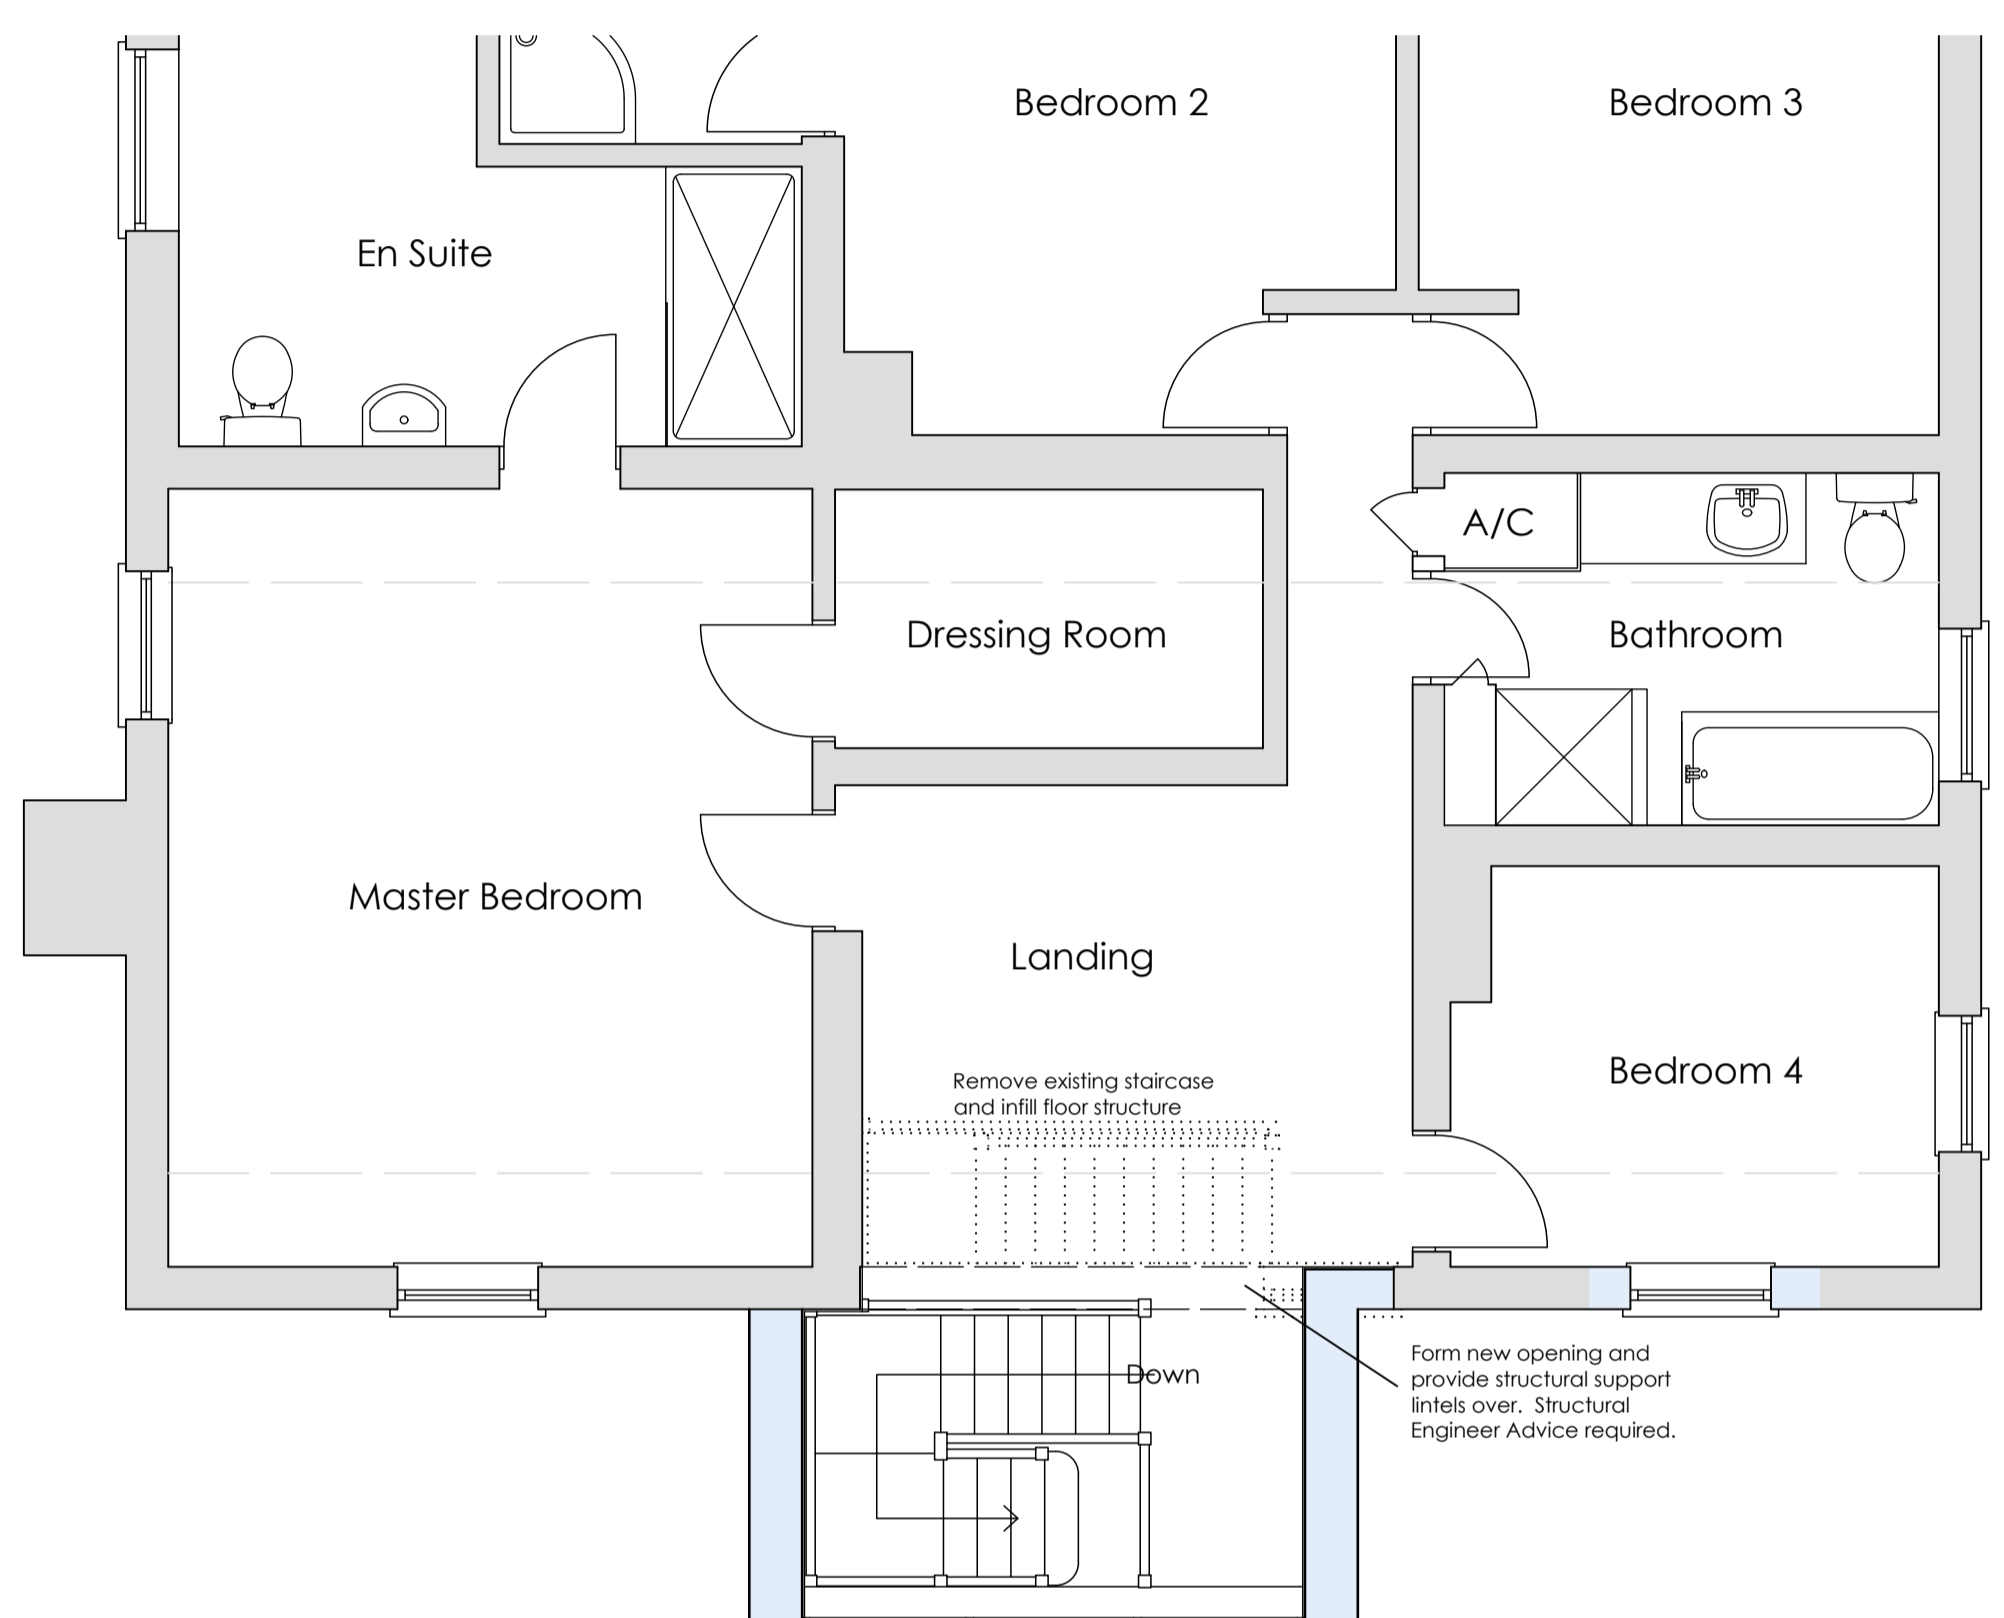 Bedroom 2
Bedroom 3
En Suite
A/C
Dressing Room
Bathroom
Master Bedroom
Landing
Bedroom 4
Remove existing staircase
and infill floor structure
Down
Form new opening and
provide structural support
lintels over.  Structural
Engineer Advice required.